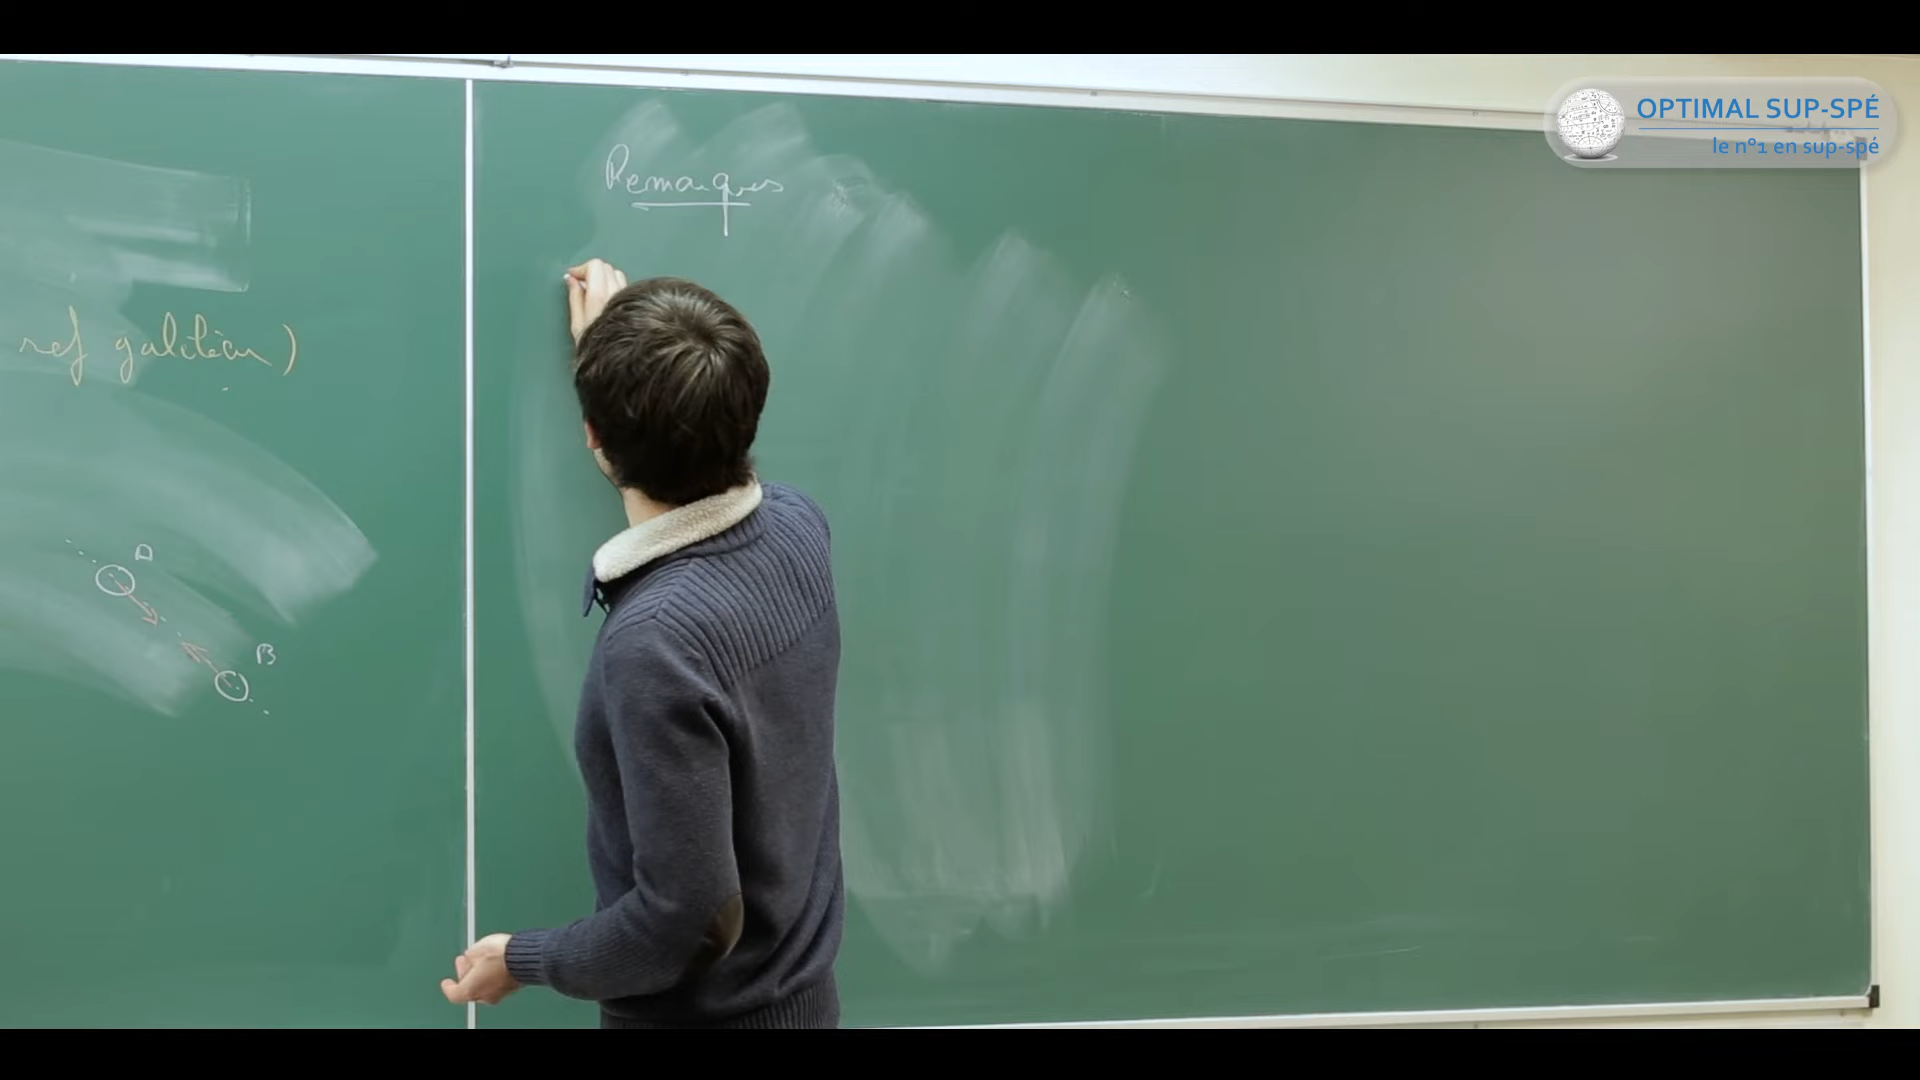 ref galiléen)
D
B
Remarques
OPTIMAL SUP-SPÉ
le n°1 en sup-spé